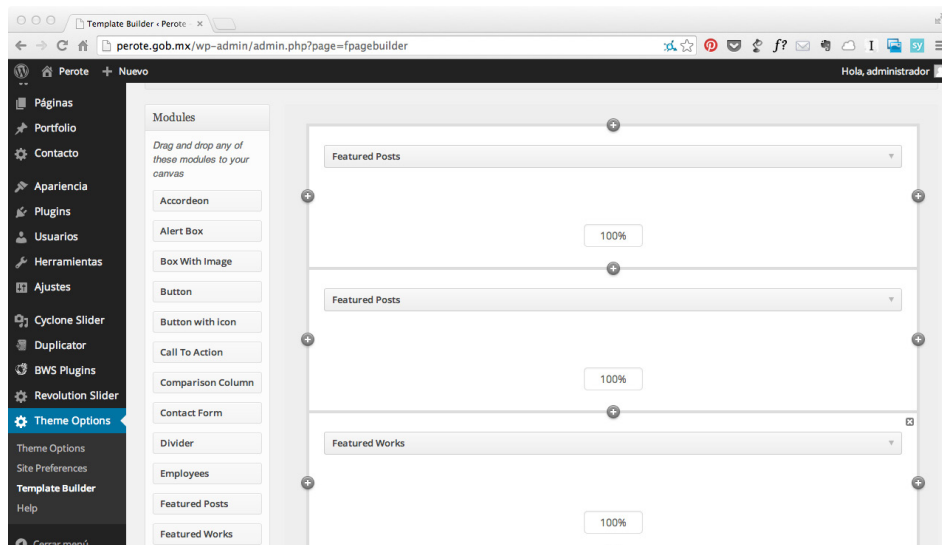 Template Builder ‹ Perote -
perote.gob.mx/wp-admin/admin.php?page=fpagebuilder
f?
I
sy
Perote
+ Nuevo
Hola, administrador
Páginas
Portfolio
Contacto
Apariencia
Plugins
Usuarios
Herramientas
Ajustes
Cyclone Slider
Duplicator
BWS Plugins
Revolution Slider
Theme Options
Theme Options
Site Preferences
Template Builder
Help
Cerrar menú
Modules
Drag and drop any of
these modules to your
canvas
Accordeon
Alert Box
Box With Image
Button
Button with icon
Call To Action
Comparison Column
Contact Form
Divider
Employees
Featured Posts
Featured Works
Featured Posts
100%
Featured Posts
100%
Featured Works
100%